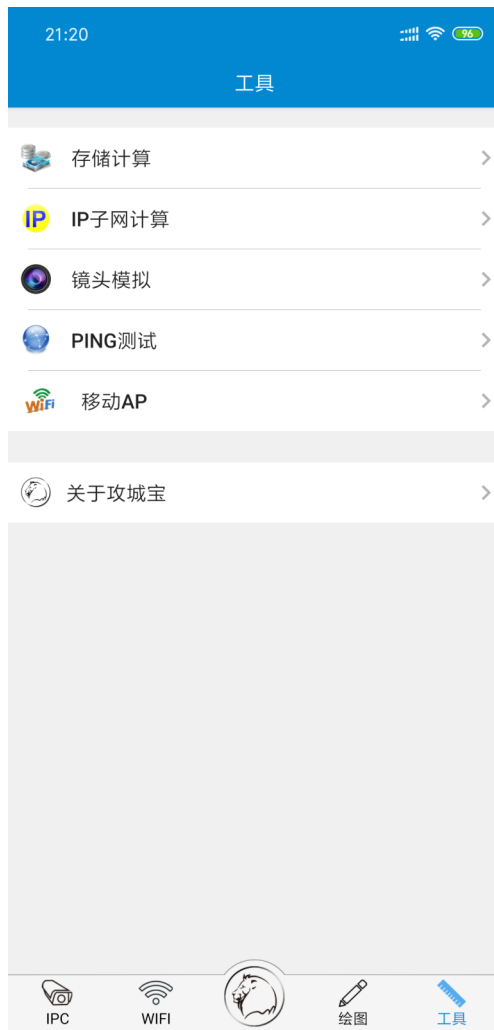 21:20
96
工具
存储计算
IP
IP子网计算
镜头模拟
PING测试
WiFi
移动AP
关于攻城宝
IPC
WIFI
绘图
工具